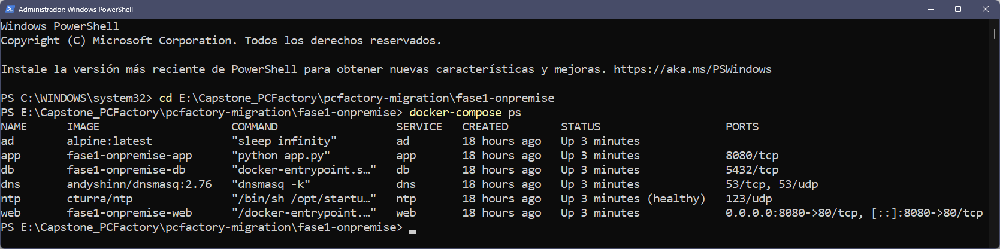 Administrador: Windows PowerShell
Windows PowerShell
Copyright (C) Microsoft Corporation. Todos los derechos reservados.
Instale la versión más reciente de PowerShell para obtener nuevas características y mejoras. https://aka.ms/PSWindows
PS C:\WINDOWS\system32> cd E:\Capstone_PCFactory\pcfactory-migration\fase1-onpremise
PS E:\Capstone_PCFactory\pcfactory-migration\fase1-onpremise> docker-compose ps
NAME IMAGE COMMAND SERVICE CREATED STATUS PORTS
ad alpine:latest "sleep infinity" ad 18 hours ago Up 3 minutes
app fase1-onpremise-app "python app.py" app 18 hours ago Up 3 minutes 8080/tcp
db fase1-onpremise-db "docker-entrypoint.s…" db 18 hours ago Up 3 minutes 5432/tcp
dns andyshinn/dnsmasq:2.76 "dnsmasq -k" dns 18 hours ago Up 3 minutes 53/tcp, 53/udp
ntp cturra/ntp "/bin/sh /opt/startu…" ntp 18 hours ago Up 3 minutes (healthy) 123/udp
web fase1-onpremise-web "/docker-entrypoint.…" web 18 hours ago Up 3 minutes 0.0.0.0:8080->80/tcp, [::]:8080->80/tcp
PS E:\Capstone_PCFactory\pcfactory-migration\fase1-onpremise>